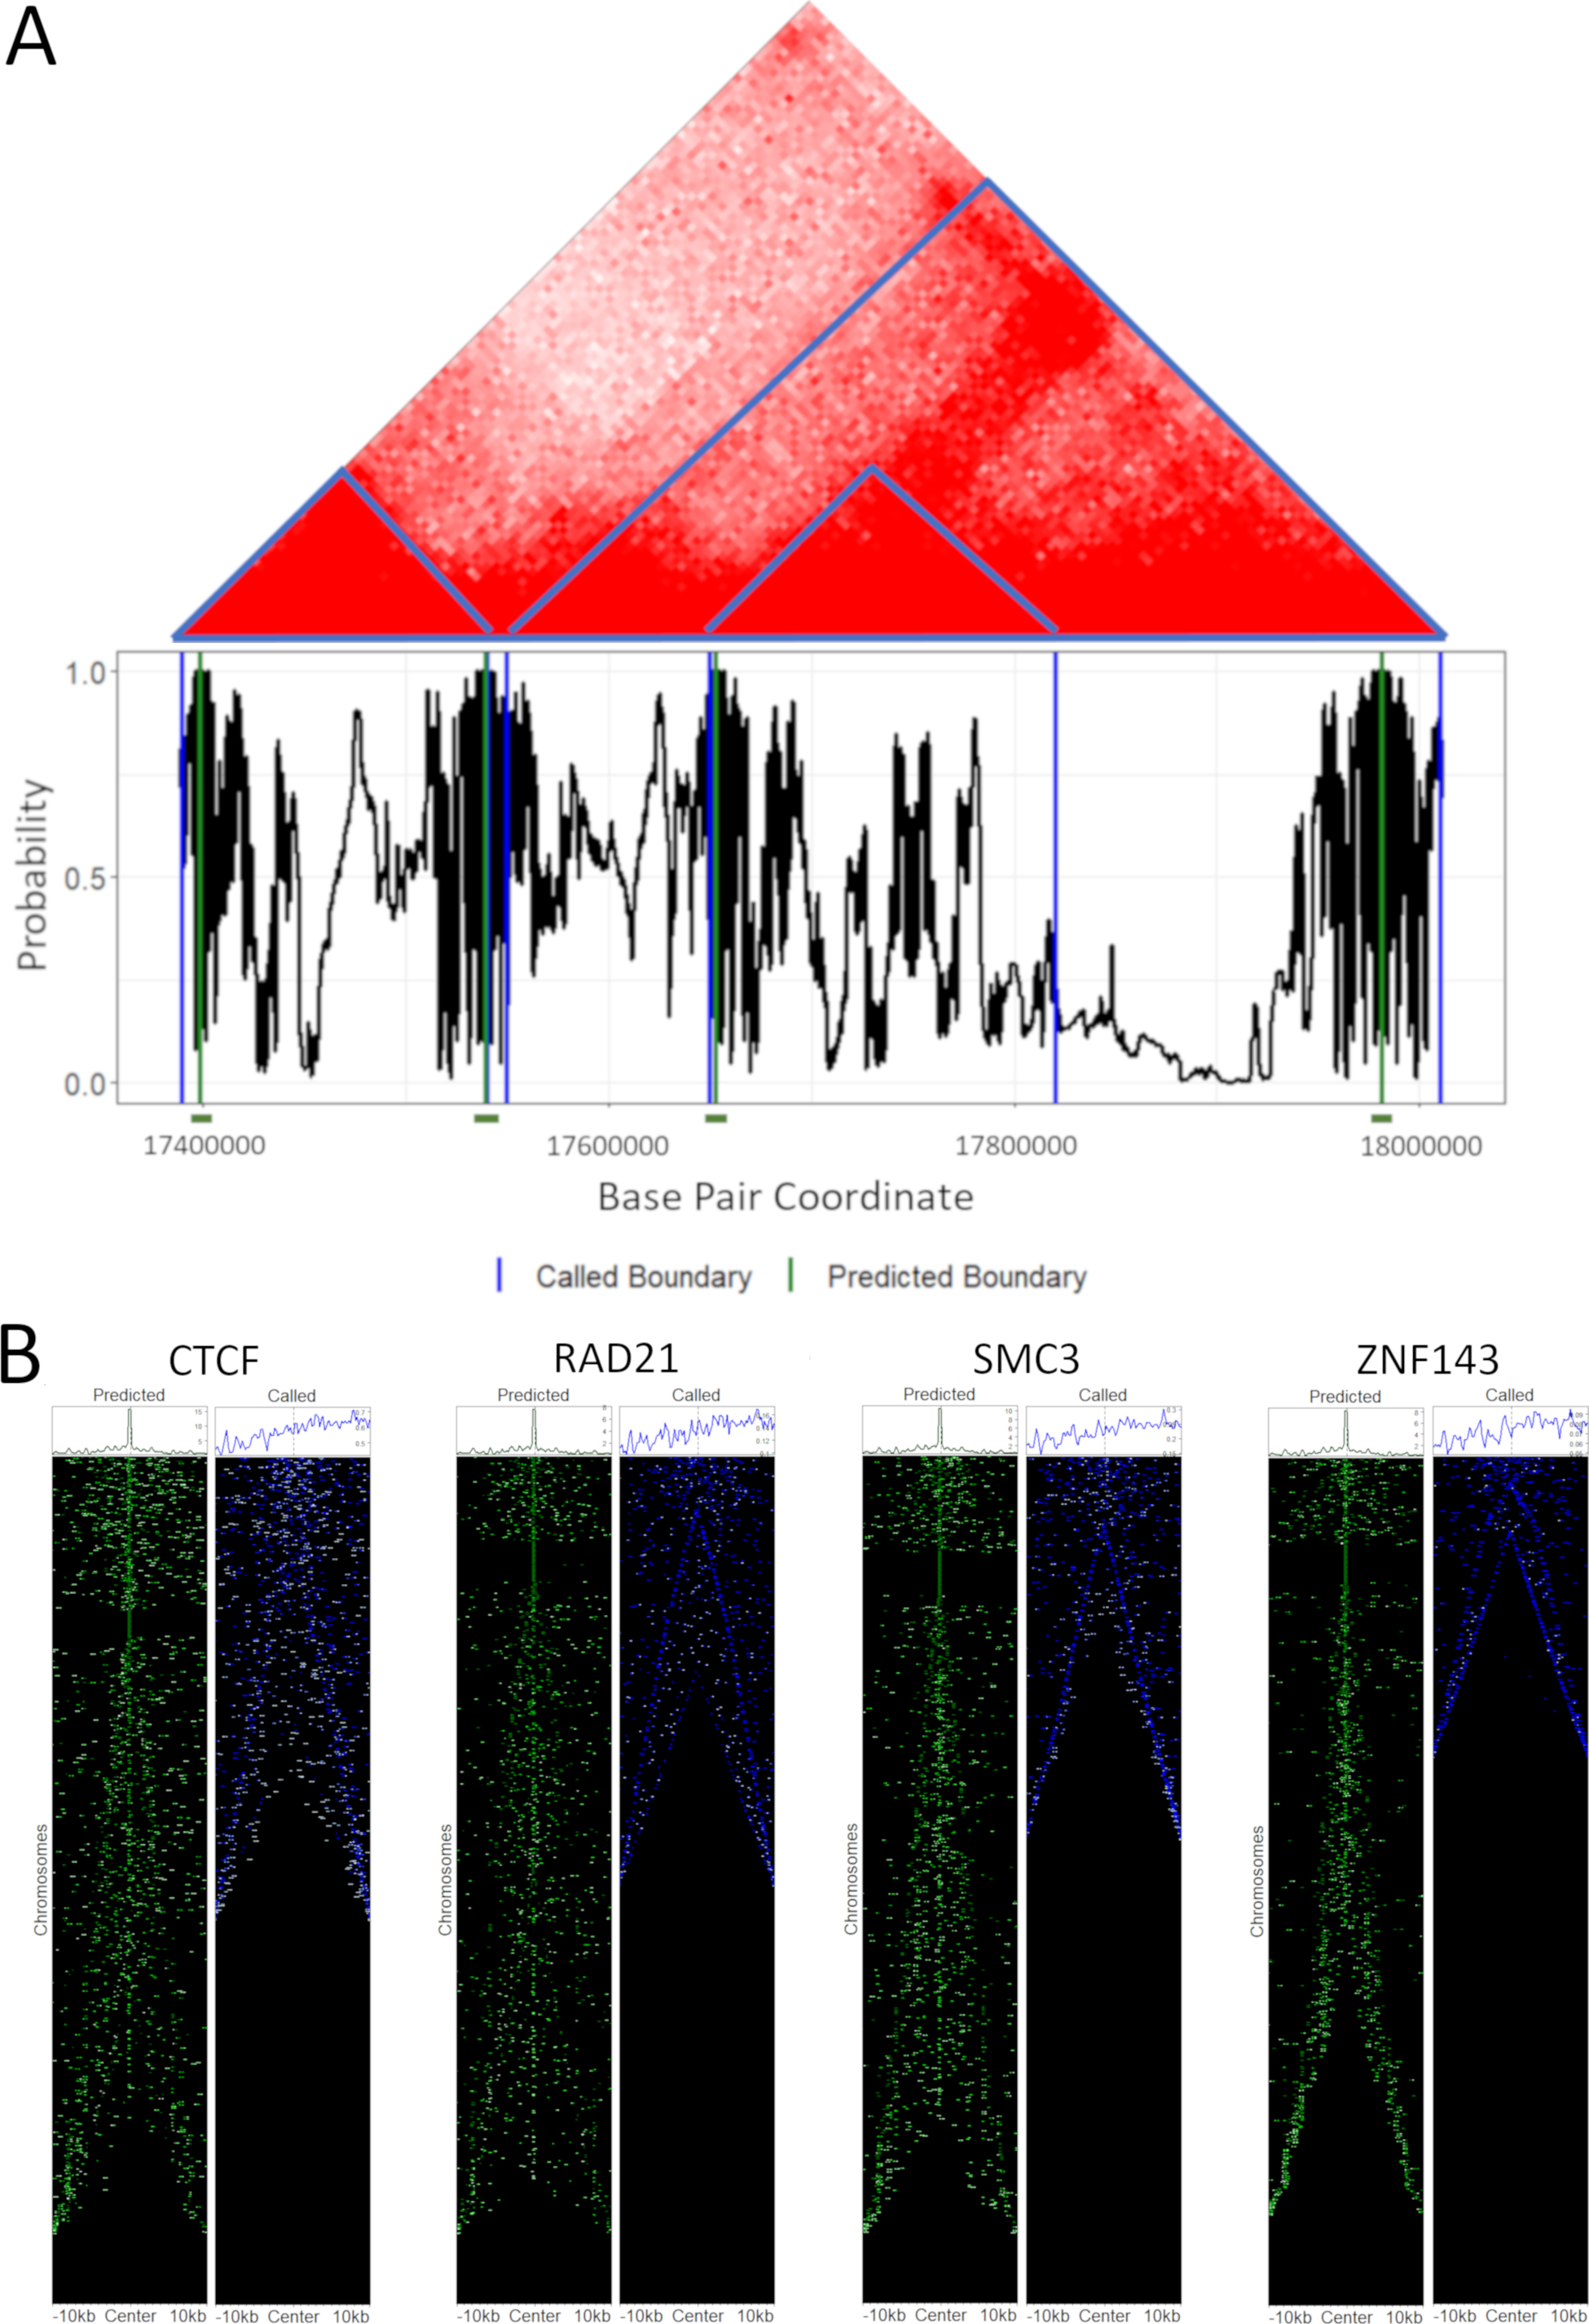 A
1.0
0.5
0.0
Probability
17400000 17600000 17800000 18000000
Base Pair Coordinate
Called Boundary Predicted Boundary
B
CTCF RAD21 SMC3 ZNF143
Predicted Called Predicted Called Predicted Called Predicted Called
Chromosomes Chromosomes Chromosomes Chromosomes
-10kb Center 10kb -10kb Center 10kb -10kb Center 10kb -10kb Center 10kb -10kb Center 10kb -10kb Center 10kb -10kb Center 10kb -10kb Center 10kb